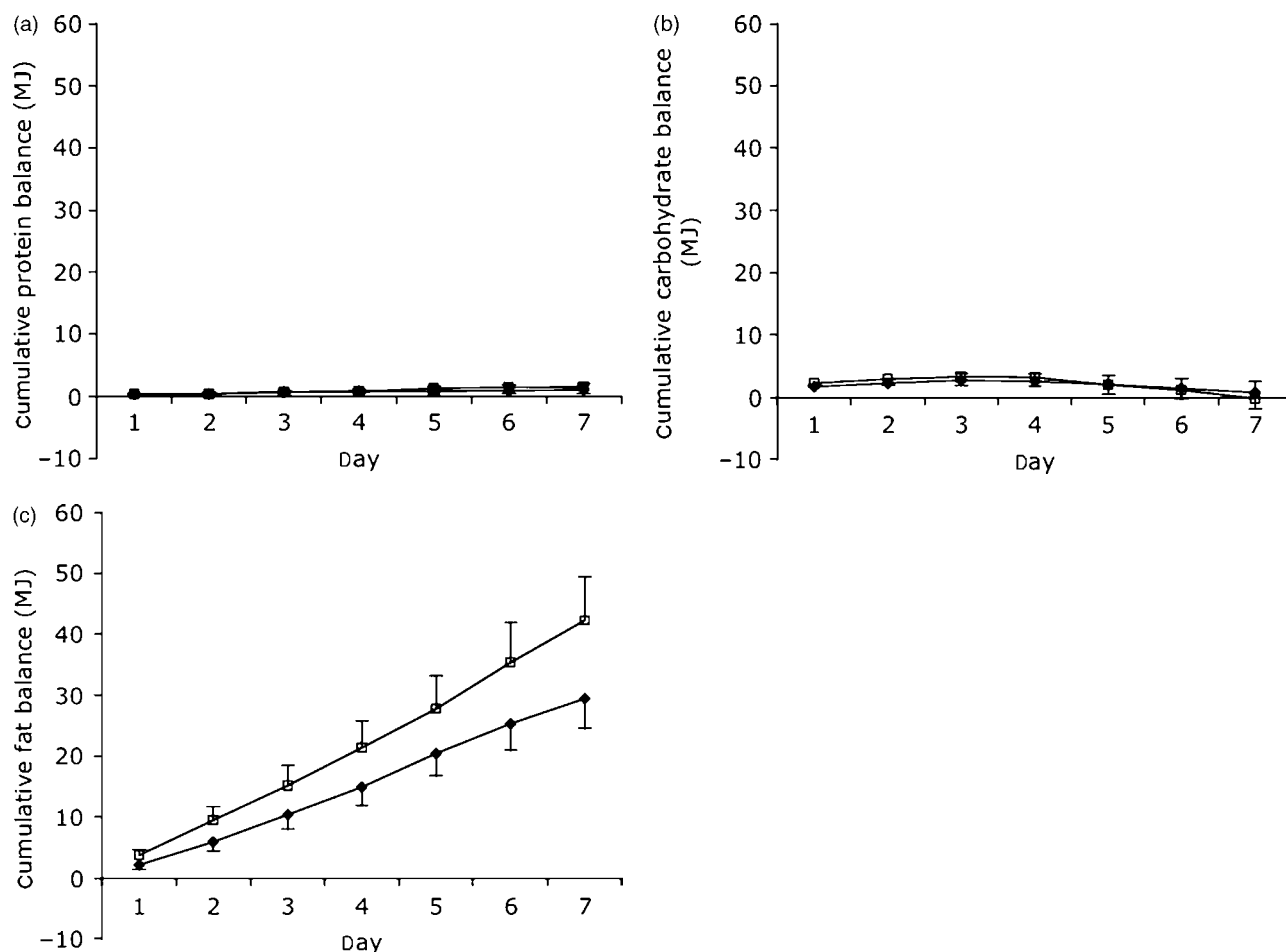 (a)
Cumulative protein balance (MJ)
60
50
40
30
20
10
0
−10
1 2 3 4 5 6 7
Day
(b)
Cumulative carbohydrate balance
(MJ)
60
50
40
30
20
10
0
−10
1 2 3 4 5 6 7
Day
(c)
Cumulative fat balance (MJ)
60
50
40
30
20
10
0
−10
1 2 3 4 5 6 7
Day